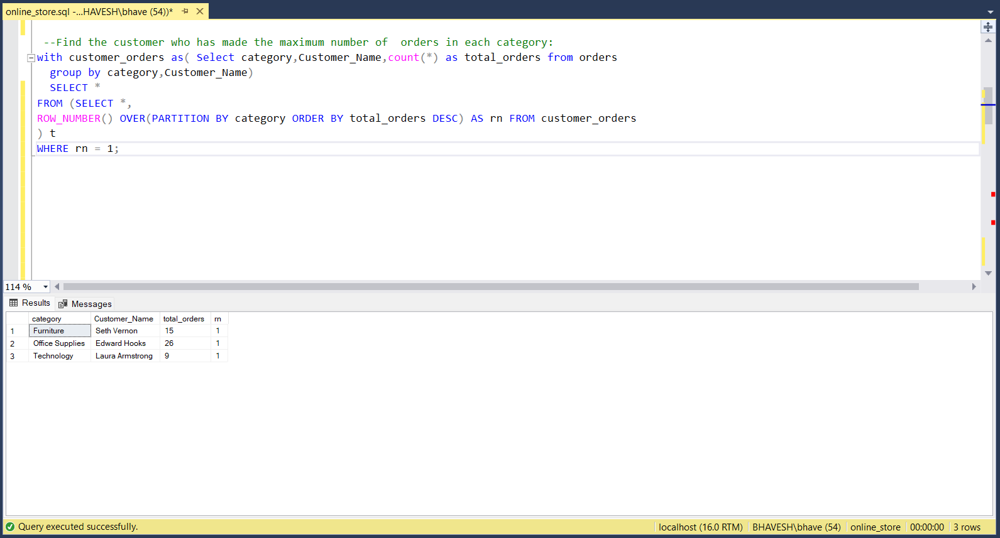 online_store.sql -...HAVESH\bhave (54))*
--Find the customer who has made the maximum number of  orders in each category:
with customer_orders as( Select category,Customer_Name,count(*) as total_orders from orders
group by category,Customer_Name)
SELECT *
FROM (SELECT *,
ROW_NUMBER() OVER(PARTITION BY category ORDER BY total_orders DESC) AS rn FROM customer_orders
) t
WHERE rn = 1;
114 %
Results Messages
category Customer_Name total_orders rn
1 Furniture Seth Vernon 15 1
2 Office Supplies Edward Hooks 26 1
3 Technology Laura Armstrong 9 1
Query executed successfully. localhost (16.0 RTM) BHAVESH\bhave (54) online_store 00:00:00 3 rows